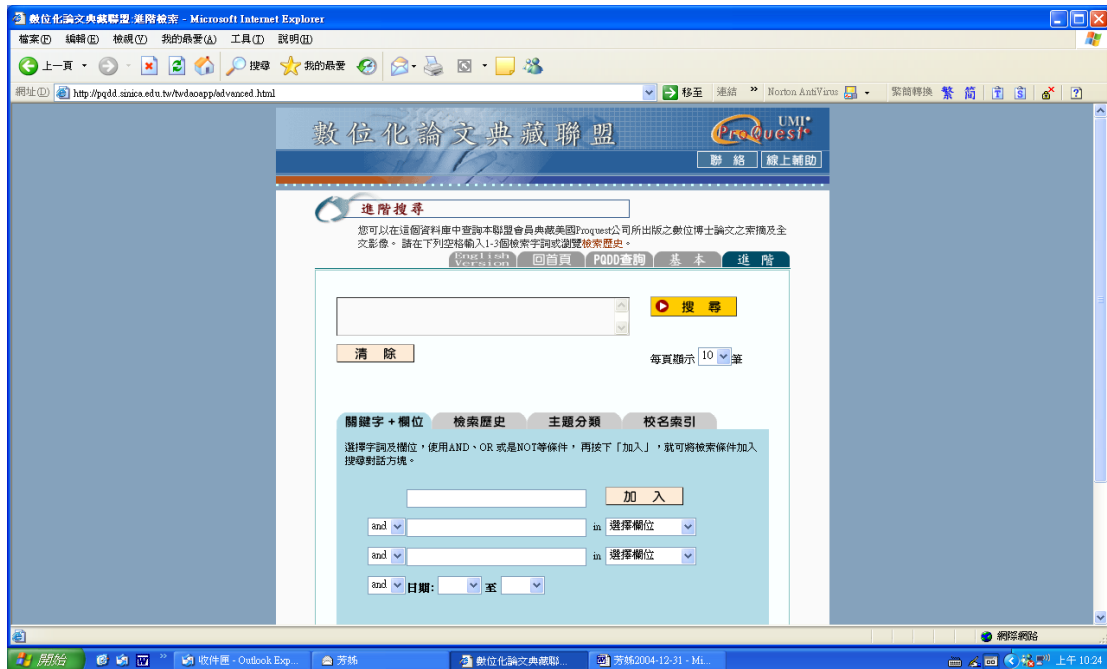 數位化論文典藏聯盟:進階檢索 - Microsoft Internet Explorer
檔案(F) 編輯(E) 檢視(V) 我的最愛(A) 工具(T) 說明(H)
上一頁 搜尋 我的最愛
網址(D) http://pqdd.sinica.edu.tw/twdaoapp/advanced.html 移至 連結 » Norton AntiVirus 繁簡轉換 繁 简
數位化論文典藏聯盟
UMI
ProQuest
聯 絡 線上輔助
進階搜尋
您可以在這個資料庫中查詢本聯盟會員典藏美國Proquest公司所出版之數位博士論文之索摘及全
文影像。 請在下列空格輸入1-3個檢索字詞或瀏覽檢索歷史。
English Version 回首頁 PQDD查詢 基 本 進 階
搜 尋
清 除
每頁顯示 10 筆
關鍵字+欄位 檢索歷史 主題分類 校名索引
選擇字詞及欄位,使用AND、OR 或是NOT等條件, 再按下「加入」,就可將檢索條件加入
搜尋對話方塊。
加 入
and in 選擇欄位
and in 選擇欄位
and 日期: 至
網際網路
開始 收件匣 - Outlook Exp... 芳姊 數位化論文典藏聯... 芳姊2004-12-31 - Mi... 上午 10:24